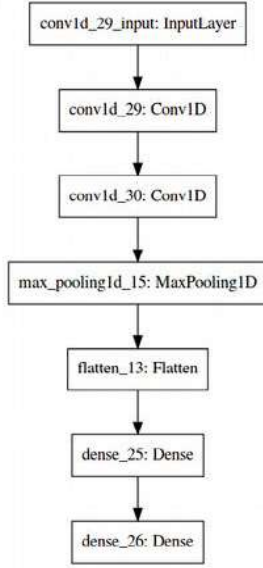 conv1d_29_input: InputLayer
conv1d_29: Conv1D
conv1d_30: Conv1D
max_pooling1d_15: MaxPooling1D
flatten_13: Flatten
dense_25: Dense
dense_26: Dense